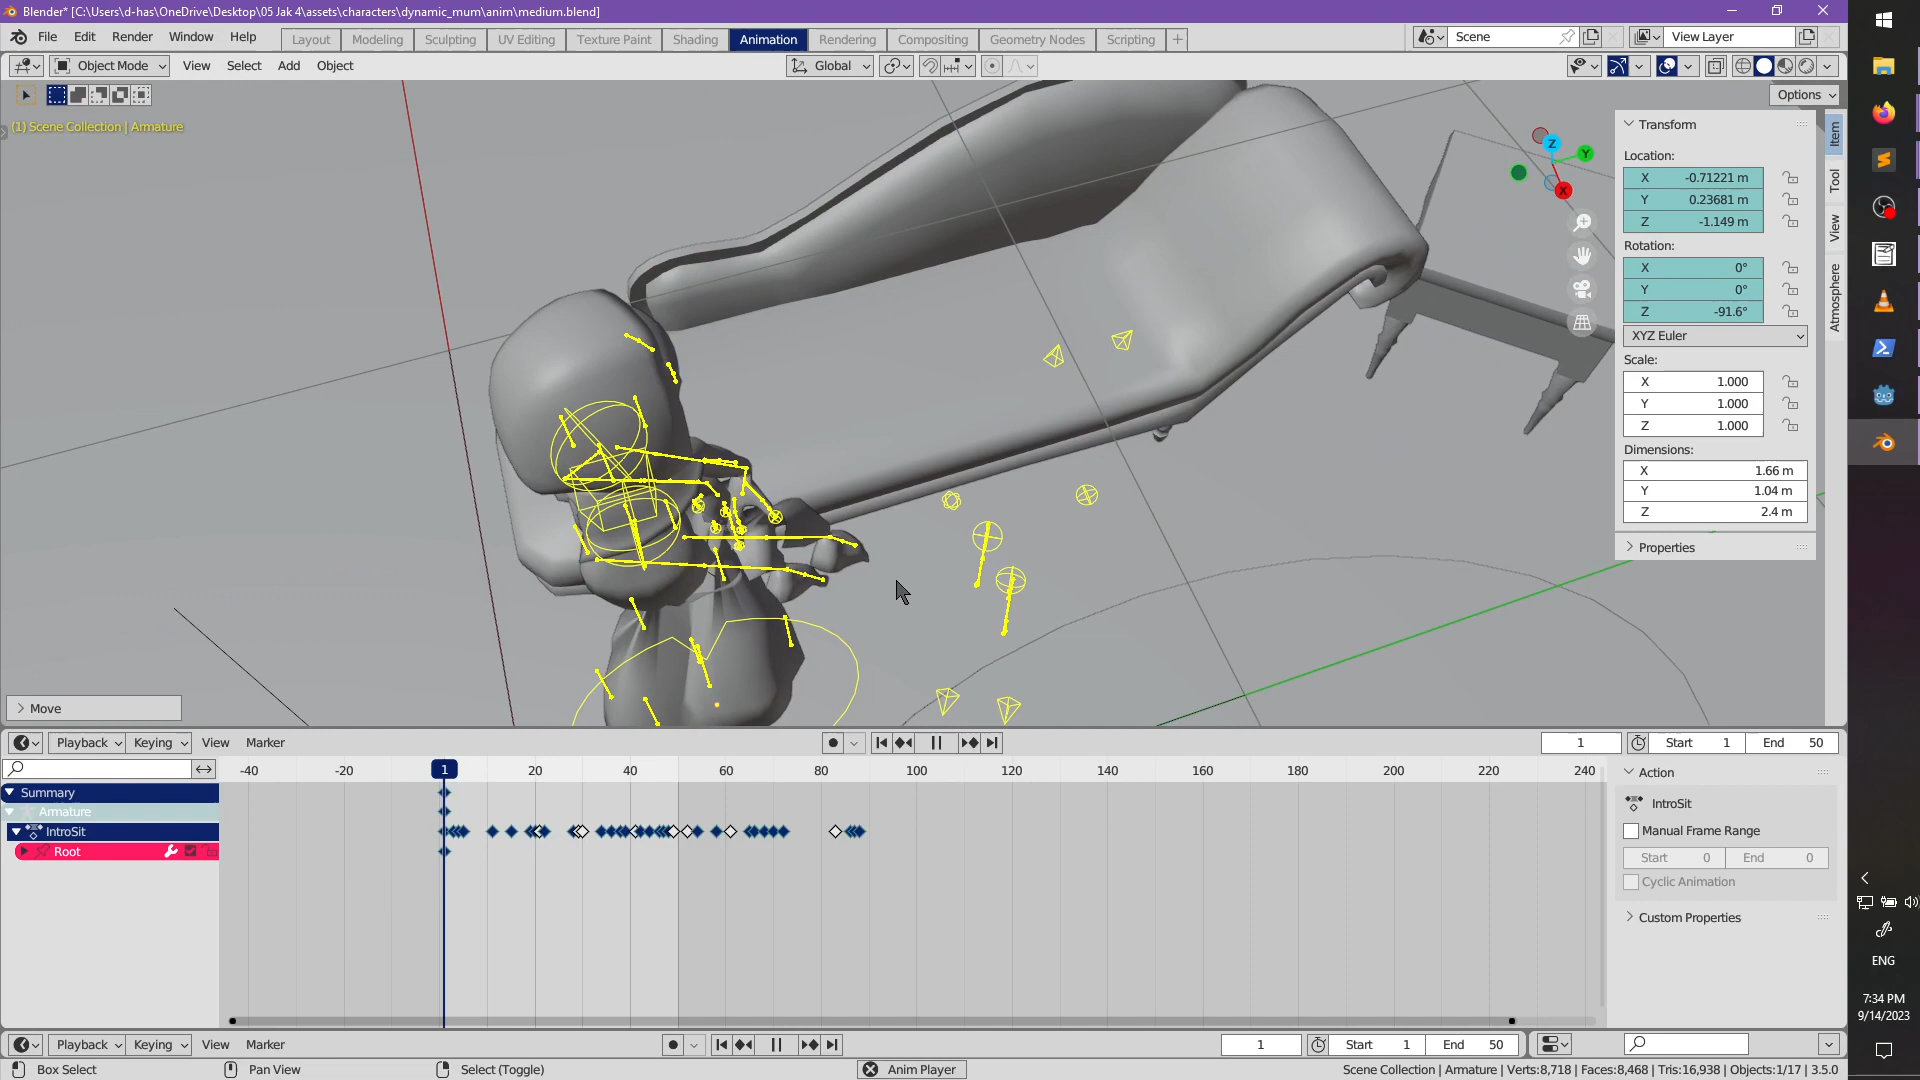 Blender* [C:\Users\d-has\OneDrive\Desktop\05 Jak 4\assets\characters\dynamic_mum\anim\medium.blend]
File Edit Render Window Help Layout Modeling Sculpting UV Editing Texture Paint Shading Animation Rendering Compositing Geometry Nodes Scripting + Scene View Layer
Object Mode View Select Add Object Global
Options
(1) Scene Collection | Armature
Transform
Location:
X -0.71221 m
Y 0.23681 m
Z -1.149 m
Rotation:
X 0°
Y 0°
Z -91.6°
XYZ Euler
Scale:
X 1.000
Y 1.000
Z 1.000
Dimensions:
X 1.66 m
Y 1.04 m
Z 2.4 m
Properties
Item
Tool
View
Atmosphere
Z
Y
X
Move
Playback Keying View Marker 1 Start 1 End 50
-40 -20 1 20 40 60 80 100 120 140 160 180 200 220 240
Summary
Armature
IntroSit
Root
Action
IntroSit
Manual Frame Range
Start 0 End 0
Cyclic Animation
Custom Properties
Playback Keying View Marker 1 Start 1 End 50
Box Select Pan View Select (Toggle) Anim Player Scene Collection | Armature | Verts:8,718 | Faces:8,468 | Tris:16,938 | Objects:1/17 | 3.5.0
ENG
7:34 PM
9/14/2023